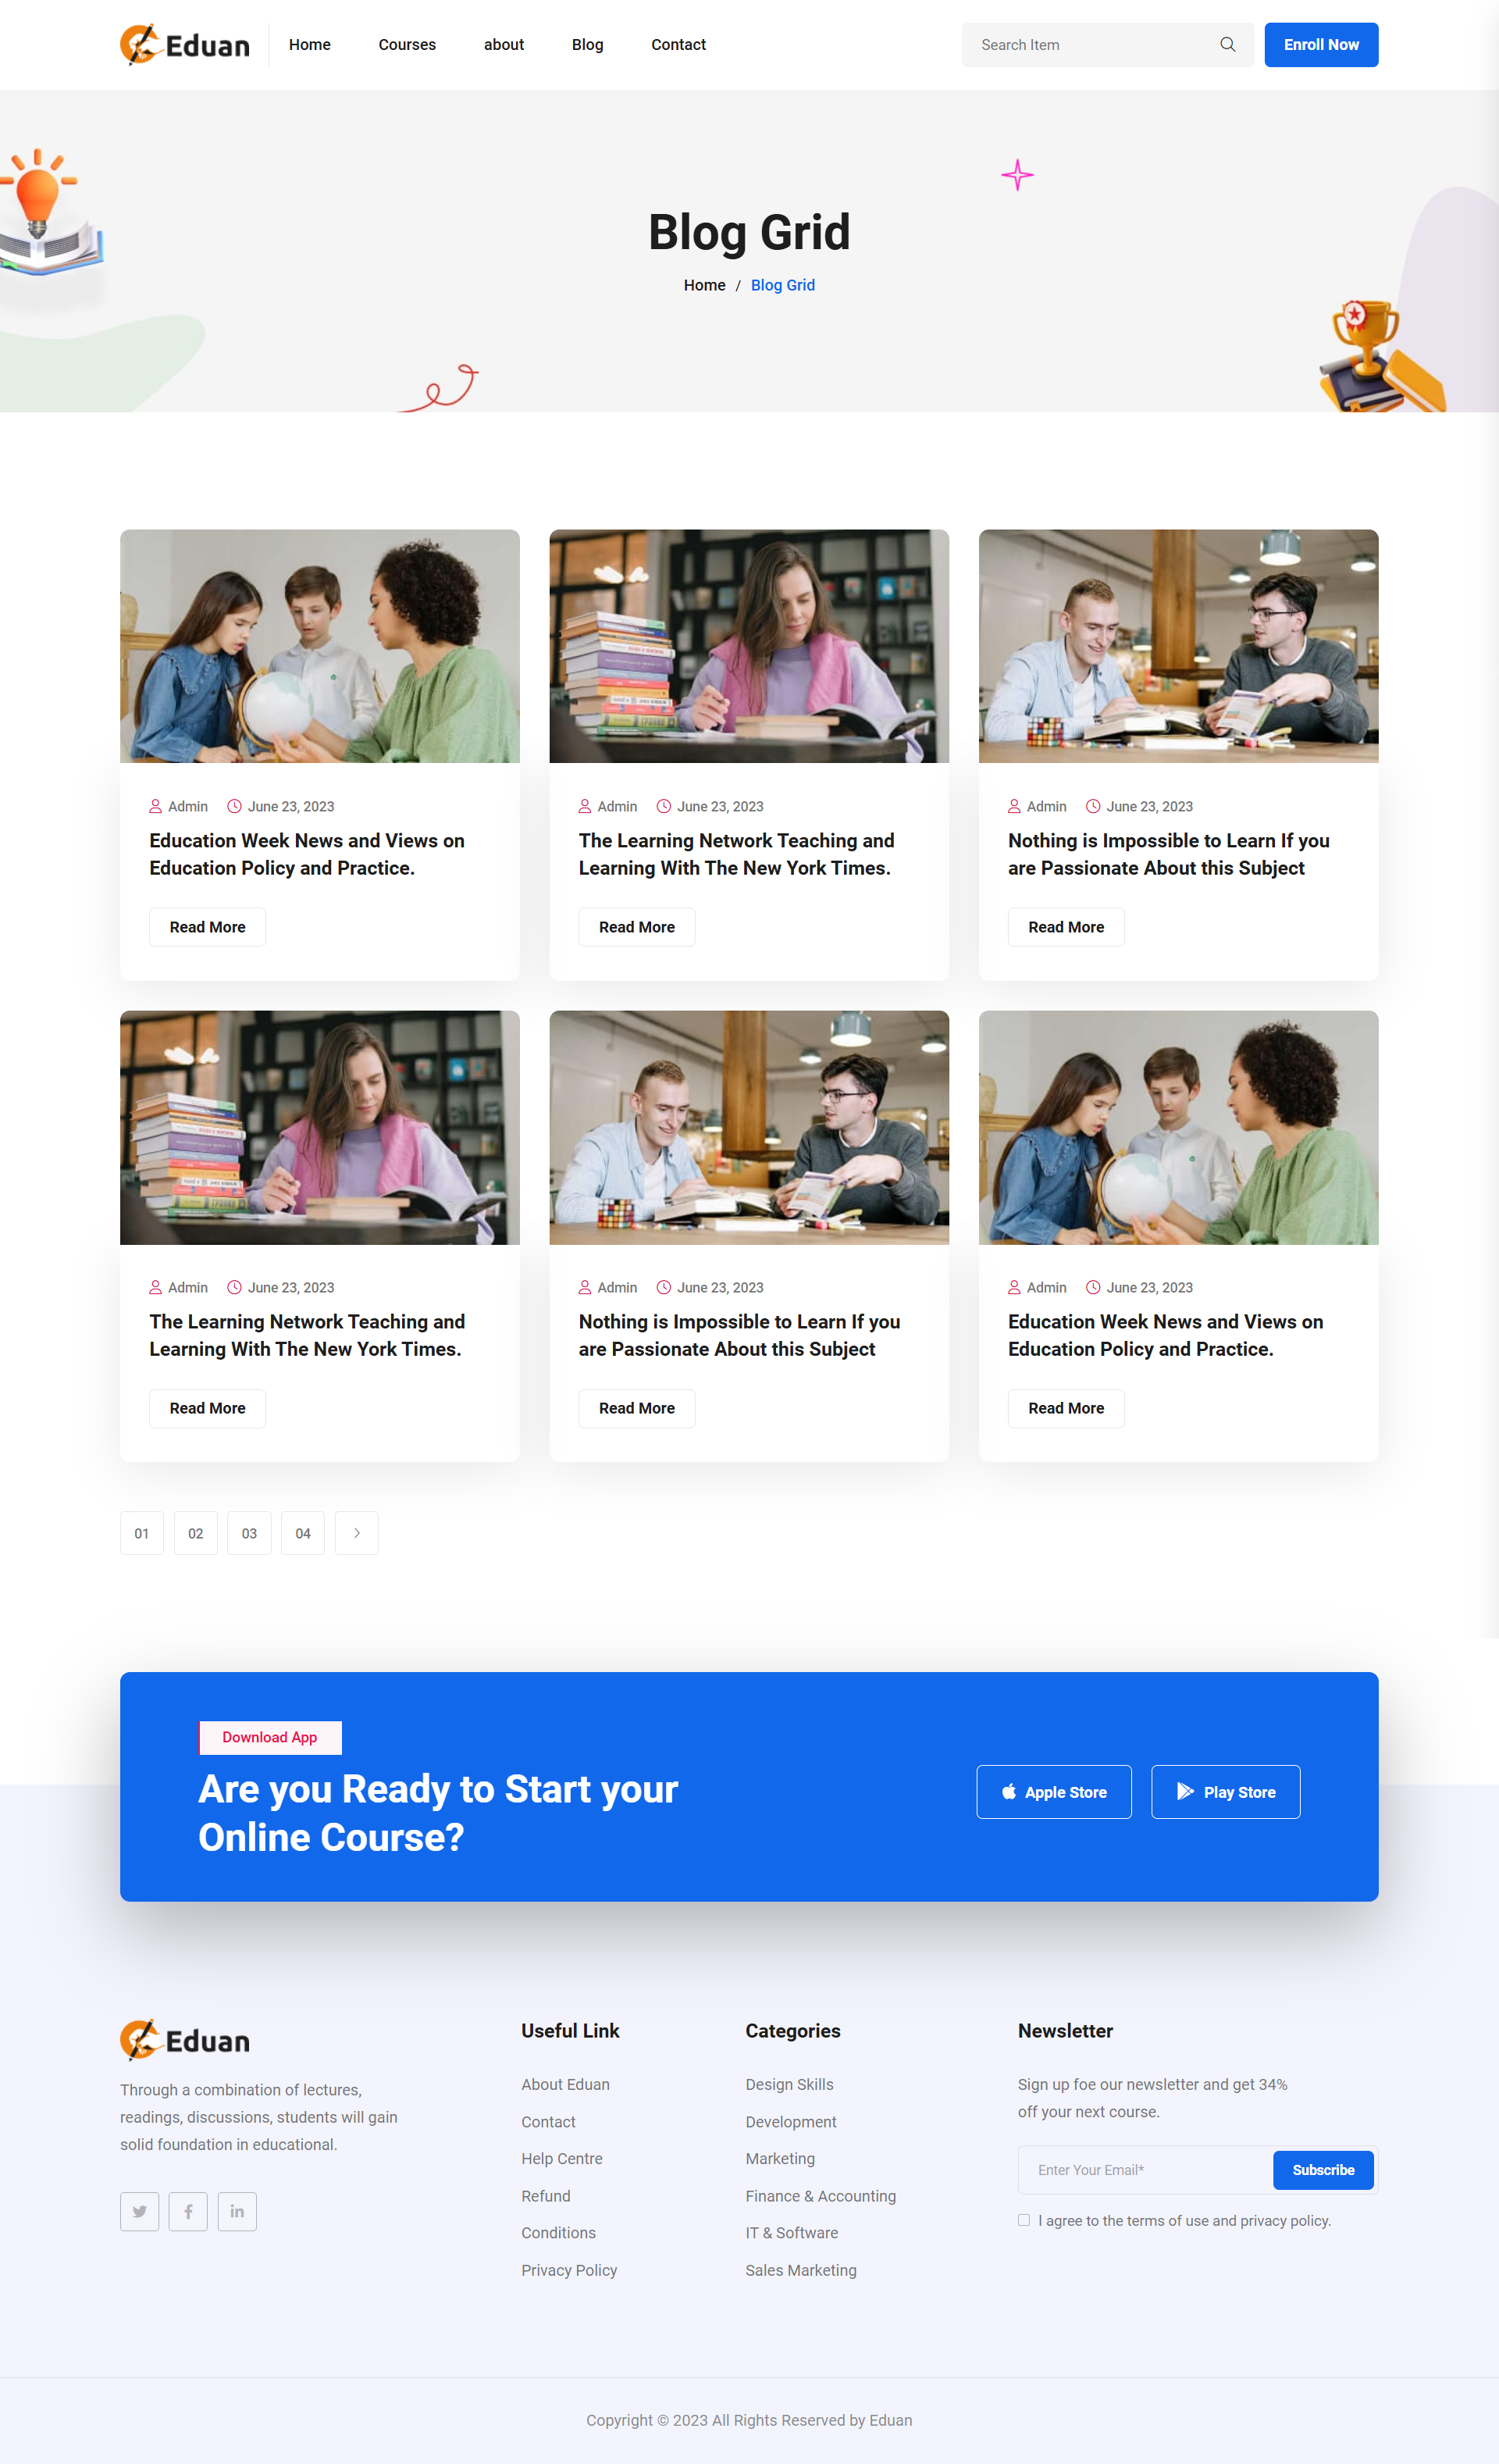 Eduan
Home
Courses
about
Blog
Contact
Search Item
Enroll Now
Blog Grid
Home / Blog Grid
Admin June 23, 2023
Education Week News and Views on
Education Policy and Practice.
Read More
Admin June 23, 2023
The Learning Network Teaching and
Learning With The New York Times.
Read More
Admin June 23, 2023
Nothing is Impossible to Learn If you
are Passionate About this Subject
Read More
Admin June 23, 2023
The Learning Network Teaching and
Learning With The New York Times.
Read More
Admin June 23, 2023
Nothing is Impossible to Learn If you
are Passionate About this Subject
Read More
Admin June 23, 2023
Education Week News and Views on
Education Policy and Practice.
Read More
01
02
03
04
Download App
Are you Ready to Start your
Online Course?
Apple Store
Play Store
Eduan
Through a combination of lectures,
readings, discussions, students will gain
solid foundation in educational.
Useful Link
About Eduan
Contact
Help Centre
Refund
Conditions
Privacy Policy
Categories
Design Skills
Development
Marketing
Finance & Accounting
IT & Software
Sales Marketing
Newsletter
Sign up foe our newsletter and get 34%
off your next course.
Enter Your Email*
Subscribe
I agree to the terms of use and privacy policy.
Copyright © 2023 All Rights Reserved by Eduan